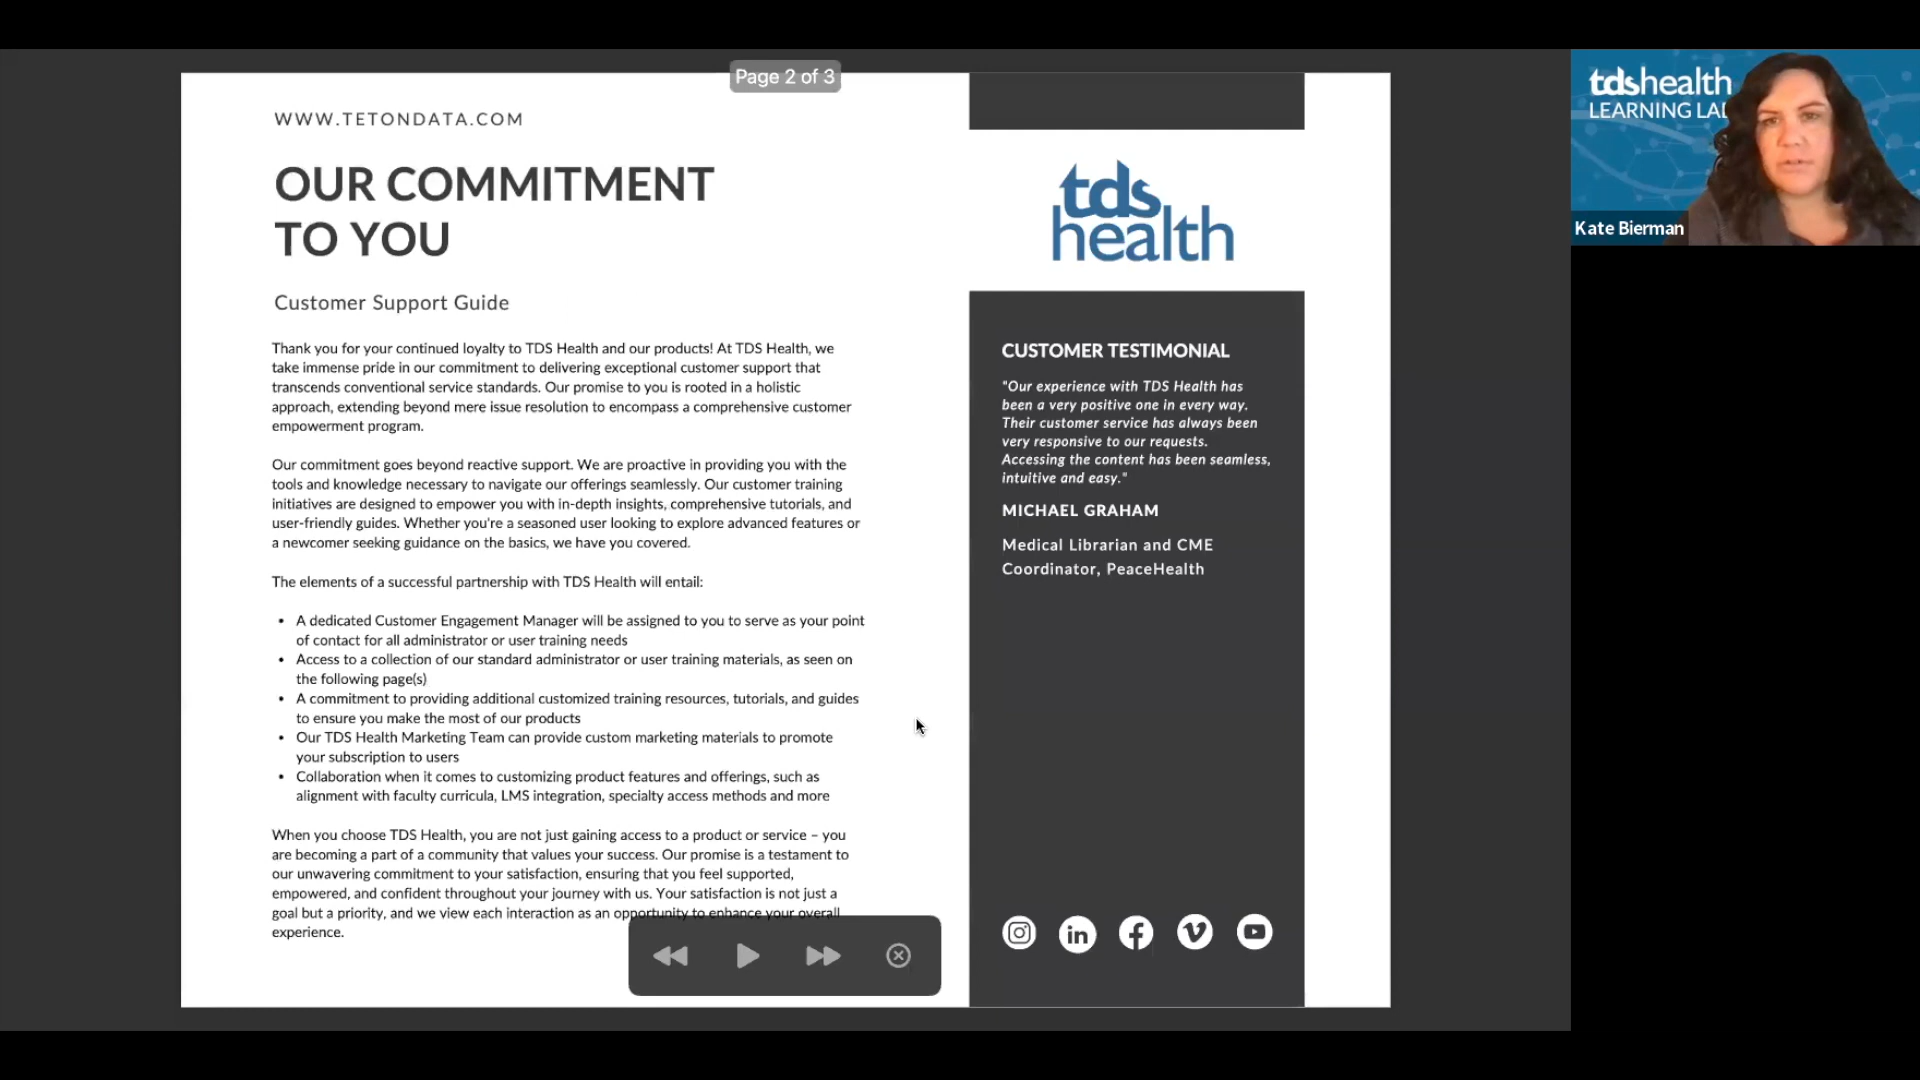 Page 2 of 3
WWW.TETONDATA.COM
OUR COMMITMENT
TO YOU
Customer Support Guide
Thank you for your continued loyalty to TDS Health and our products! At TDS Health, we
take immense pride in our commitment to delivering exceptional customer support that
transcends conventional service standards. Our promise to you is rooted in a holistic
approach, extending beyond mere issue resolution to encompass a comprehensive customer
empowerment program.
Our commitment goes beyond reactive support. We are proactive in providing you with the
tools and knowledge necessary to navigate our offerings seamlessly. Our customer training
initiatives are designed to empower you with in-depth insights, comprehensive tutorials, and
user-friendly guides. Whether you're a seasoned user looking to explore advanced features or
a newcomer seeking guidance on the basics, we have you covered.
The elements of a successful partnership with TDS Health will entail:
• A dedicated Customer Engagement Manager will be assigned to you to serve as your point
of contact for all administrator or user training needs
• Access to a collection of our standard administrator or user training materials, as seen on
the following page(s)
• A commitment to providing additional customized training resources, tutorials, and guides
to ensure you make the most of our products
• Our TDS Health Marketing Team can provide custom marketing materials to promote
your subscription to users
• Collaboration when it comes to customizing product features and offerings, such as
alignment with faculty curricula, LMS integration, specialty access methods and more
When you choose TDS Health, you are not just gaining access to a product or service – you
are becoming a part of a community that values your success. Our promise is a testament to
our unwavering commitment to your satisfaction, ensuring that you feel supported,
empowered, and confident throughout your journey with us. Your satisfaction is not just a
goal but a priority, and we view each interaction as an opportunity to enhance your overall
experience.
tds
health
CUSTOMER TESTIMONIAL
"Our experience with TDS Health has
been a very positive one in every way.
Their customer service has always been
very responsive to our requests.
Accessing the content has been seamless,
intuitive and easy."
MICHAEL GRAHAM
Medical Librarian and CME
Coordinator, PeaceHealth
tdshealth
LEARNING LA
Kate Bierman